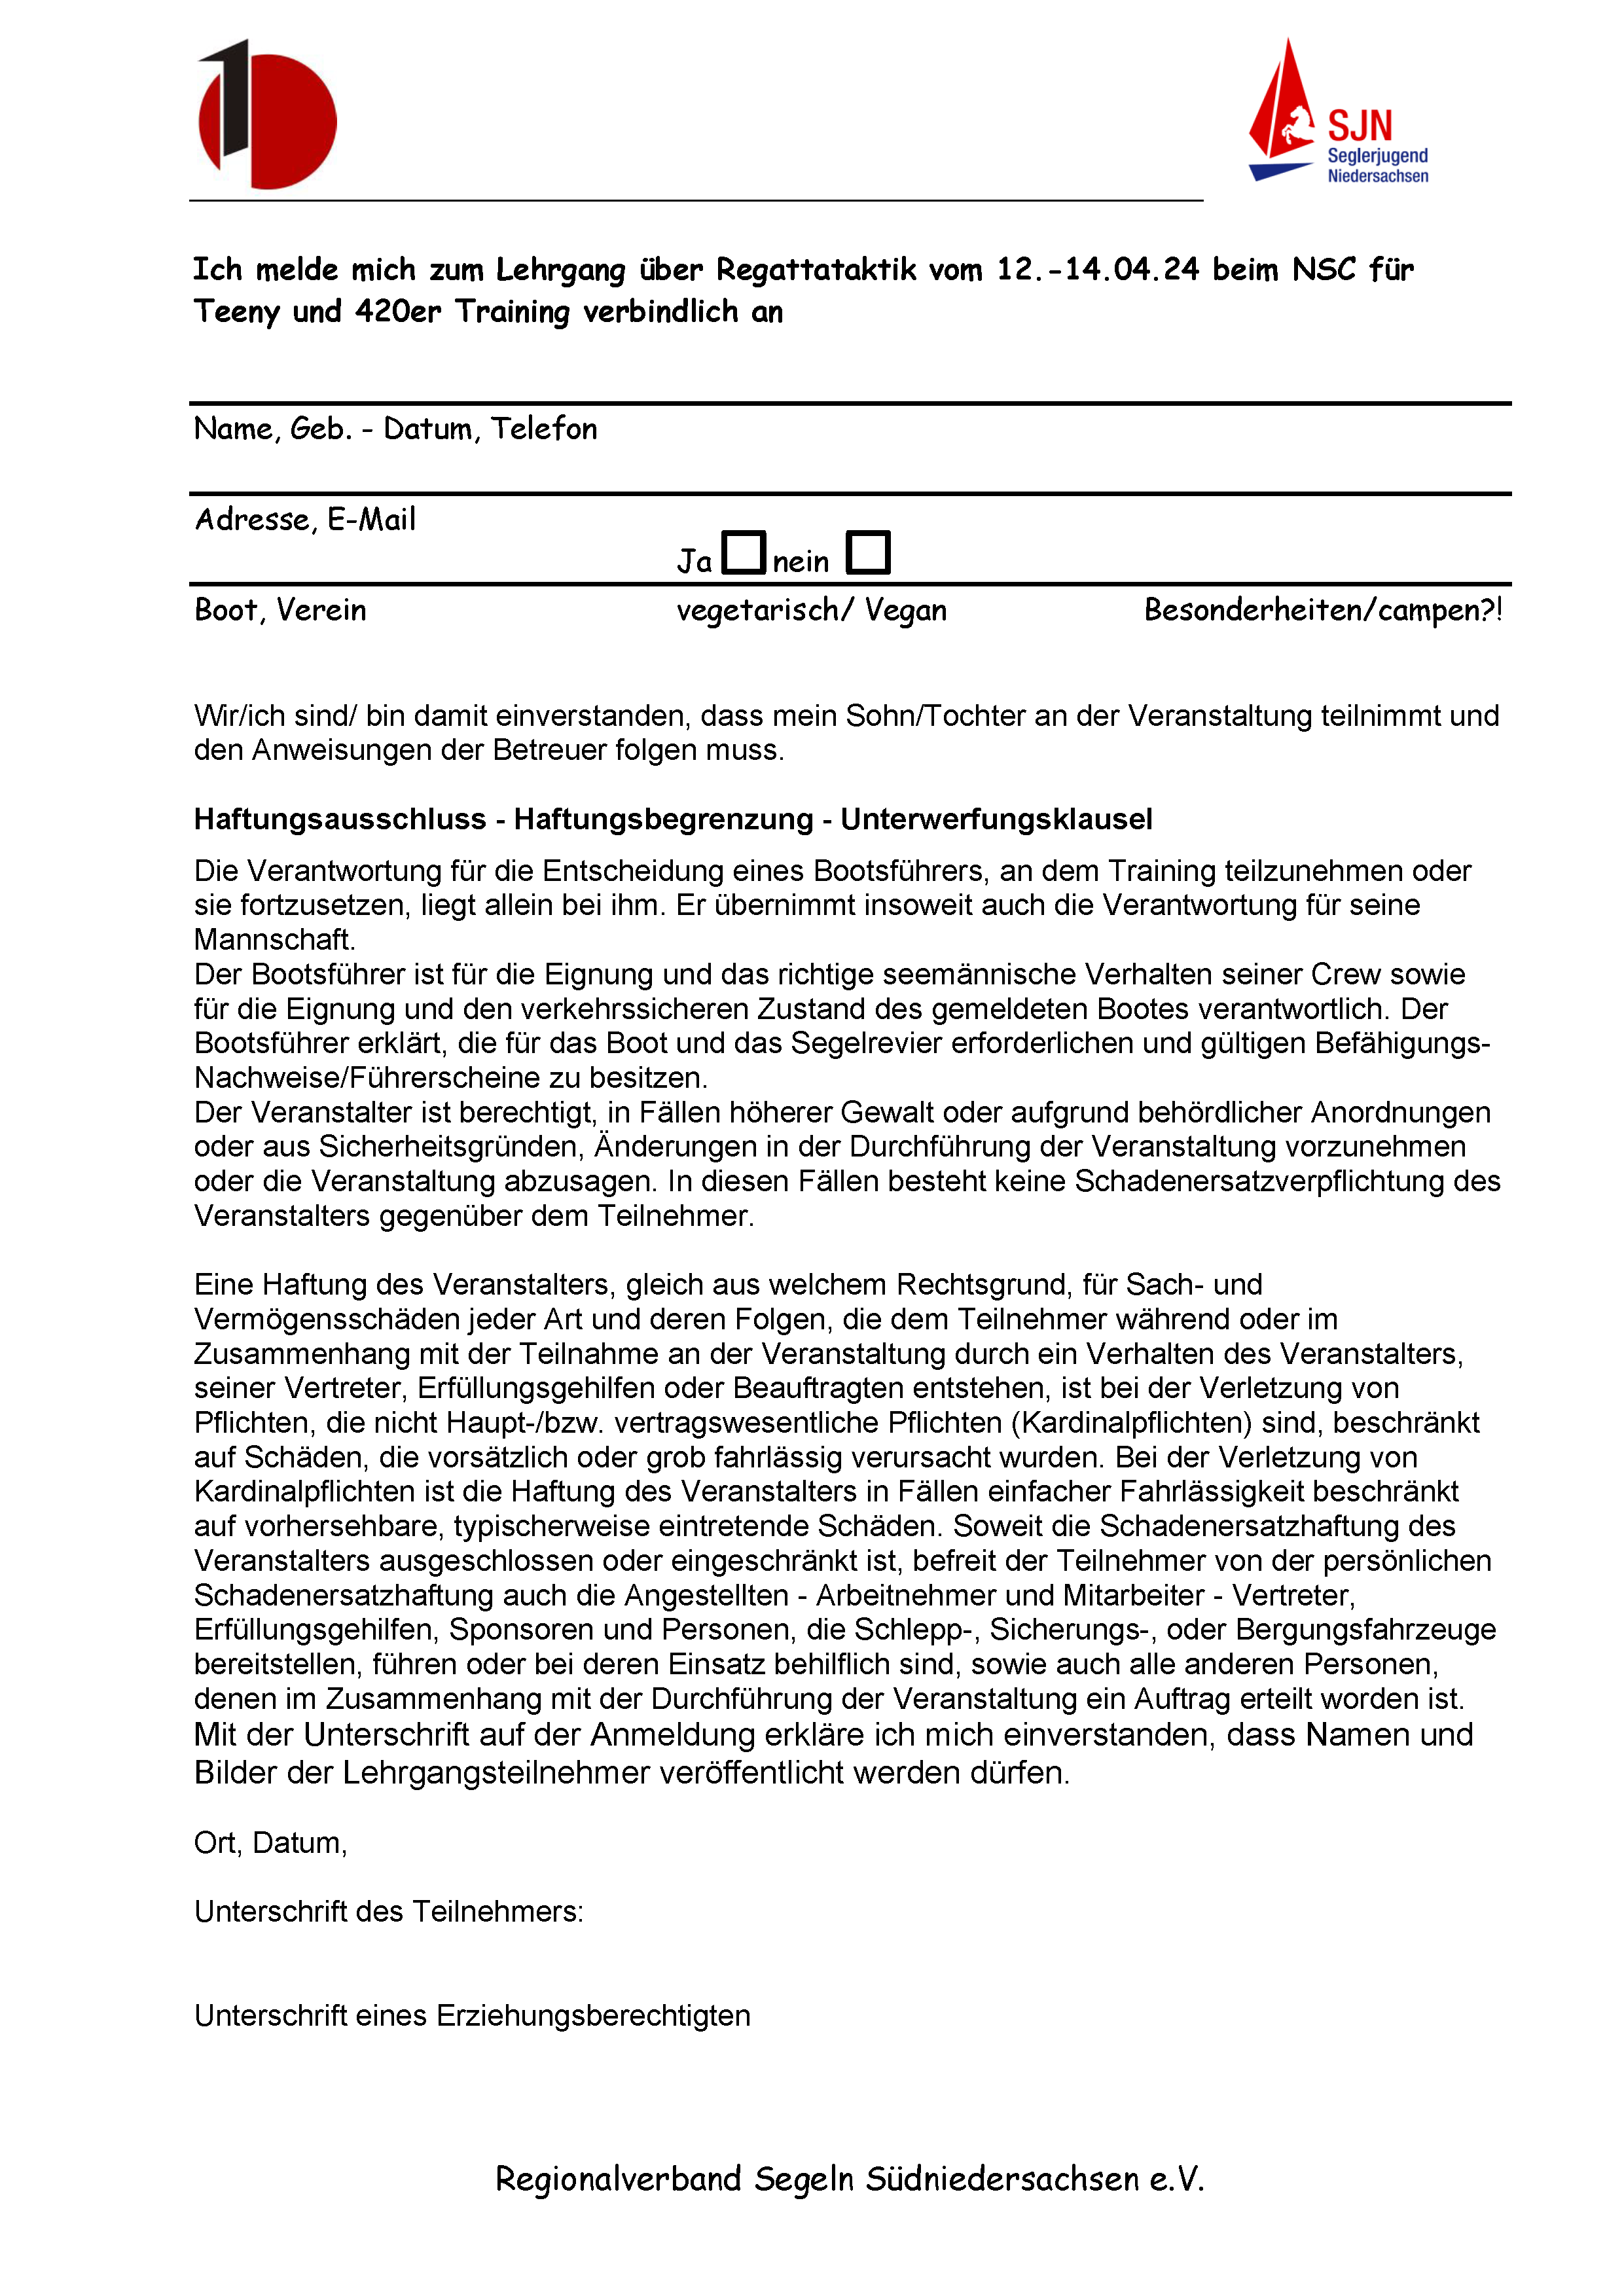 SJN
Seglerjugend
Niedersachsen
Ich melde mich zum Lehrgang über Regattataktik vom 12.-14.04.24 beim NSC für
Teeny und 420er Training verbindlich an
Name, Geb. - Datum, Telefon
Adresse, E-Mail
Ja nein
Boot, Verein vegetarisch/ Vegan Besonderheiten/campen?!
Wir/ich sind/ bin damit einverstanden, dass mein Sohn/Tochter an der Veranstaltung teilnimmt und
den Anweisungen der Betreuer folgen muss.
Haftungsausschluss - Haftungsbegrenzung - Unterwerfungsklausel
Die Verantwortung für die Entscheidung eines Bootsführers, an dem Training teilzunehmen oder
sie fortzusetzen, liegt allein bei ihm. Er übernimmt insoweit auch die Verantwortung für seine
Mannschaft.
Der Bootsführer ist für die Eignung und das richtige seemännische Verhalten seiner Crew sowie
für die Eignung und den verkehrssicheren Zustand des gemeldeten Bootes verantwortlich. Der
Bootsführer erklärt, die für das Boot und das Segelrevier erforderlichen und gültigen Befähigungs-
Nachweise/Führerscheine zu besitzen.
Der Veranstalter ist berechtigt, in Fällen höherer Gewalt oder aufgrund behördlicher Anordnungen
oder aus Sicherheitsgründen, Änderungen in der Durchführung der Veranstaltung vorzunehmen
oder die Veranstaltung abzusagen. In diesen Fällen besteht keine Schadenersatzverpflichtung des
Veranstalters gegenüber dem Teilnehmer.
Eine Haftung des Veranstalters, gleich aus welchem Rechtsgrund, für Sach- und
Vermögensschäden jeder Art und deren Folgen, die dem Teilnehmer während oder im
Zusammenhang mit der Teilnahme an der Veranstaltung durch ein Verhalten des Veranstalters,
seiner Vertreter, Erfüllungsgehilfen oder Beauftragten entstehen, ist bei der Verletzung von
Pflichten, die nicht Haupt-/bzw. vertragswesentliche Pflichten (Kardinalpflichten) sind, beschränkt
auf Schäden, die vorsätzlich oder grob fahrlässig verursacht wurden. Bei der Verletzung von
Kardinalpflichten ist die Haftung des Veranstalters in Fällen einfacher Fahrlässigkeit beschränkt
auf vorhersehbare, typischerweise eintretende Schäden. Soweit die Schadenersatzhaftung des
Veranstalters ausgeschlossen oder eingeschränkt ist, befreit der Teilnehmer von der persönlichen
Schadenersatzhaftung auch die Angestellten - Arbeitnehmer und Mitarbeiter - Vertreter,
Erfüllungsgehilfen, Sponsoren und Personen, die Schlepp-, Sicherungs-, oder Bergungsfahrzeuge
bereitstellen, führen oder bei deren Einsatz behilflich sind, sowie auch alle anderen Personen,
denen im Zusammenhang mit der Durchführung der Veranstaltung ein Auftrag erteilt worden ist.
Mit der Unterschrift auf der Anmeldung erkläre ich mich einverstanden, dass Namen und
Bilder der Lehrgangsteilnehmer veröffentlicht werden dürfen.
Ort, Datum,
Unterschrift des Teilnehmers:
Unterschrift eines Erziehungsberechtigten
Regionalverband Segeln Südniedersachsen e.V.